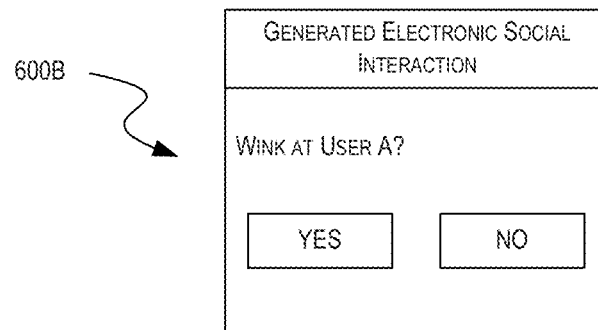 GENERATED ELECTRONIC SOCIAL
INTERACTION
600B
WINK AT USER A?
YES NO